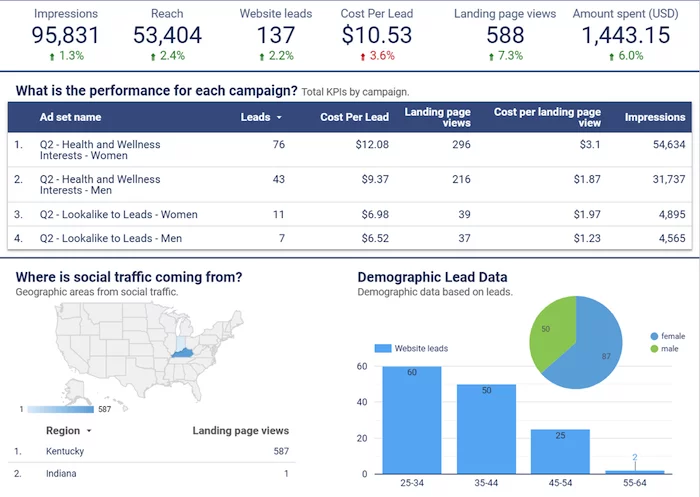 Impressions Reach Website leads Cost Per Lead Landing page views Amount spent (USD)
95,831 53,404 137 $10.53 588 1,443.15
1.3% 2.4% 2.2% 3.6% 7.3% 6.0%
What is the performance for each campaign? Total KPIs by campaign.
Ad set name Leads Cost Per Lead Landing page views Cost per landing page view Impressions
1. Q2 - Health and Wellness 76 $12.08 296 $3.1 54,634
Interests - Women
2. Q2 - Health and Wellness 43 $9.37 216 $1.87 31,737
Interests - Men
3. Q2 - Lookalike to Leads - Women 11 $6.98 39 $1.97 4,895
4. Q2 - Lookalike to Leads - Men 7 $6.52 37 $1.23 4,565
Where is social traffic coming from?
Geographic areas from social traffic.
1 587
Region Landing page views
1. Kentucky 587
2. Indiana 1
Demographic Lead Data
Demographic data based on leads.
50
87
female
male
Website leads
60
40
20
0
60
50
25
2
25-34 35-44 45-54 55-64